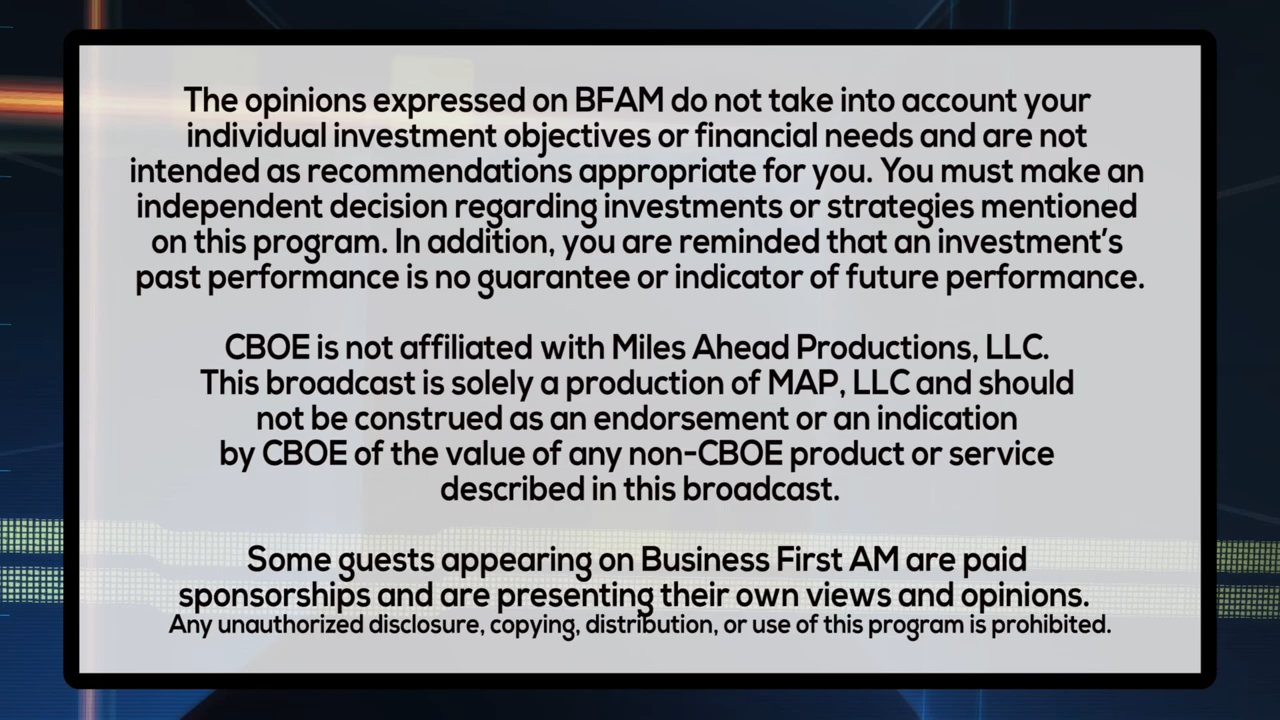 The opinions expressed on BFAM do not take into account your
individual investment objectives or financial needs and are not
intended as recommendations appropriate for you. You must make an
independent decision regarding investments or strategies mentioned
on this program. In addition, you are reminded that an investment's
past performance is no guarantee or indicator of future performance.
CBOE is not affiliated with Miles Ahead Productions, LLC.
This broadcast is solely a production of MAP, LLC and should
not be construed as an endorsement or an indication
by CBOE of the value of any non-CBOE product or service
described in this broadcast.
Some guests appearing on Business First AM are paid
sponsorships and are presenting their own views and opinions.
Any unauthorized disclosure, copying, distribution, or use of this program is prohibited.